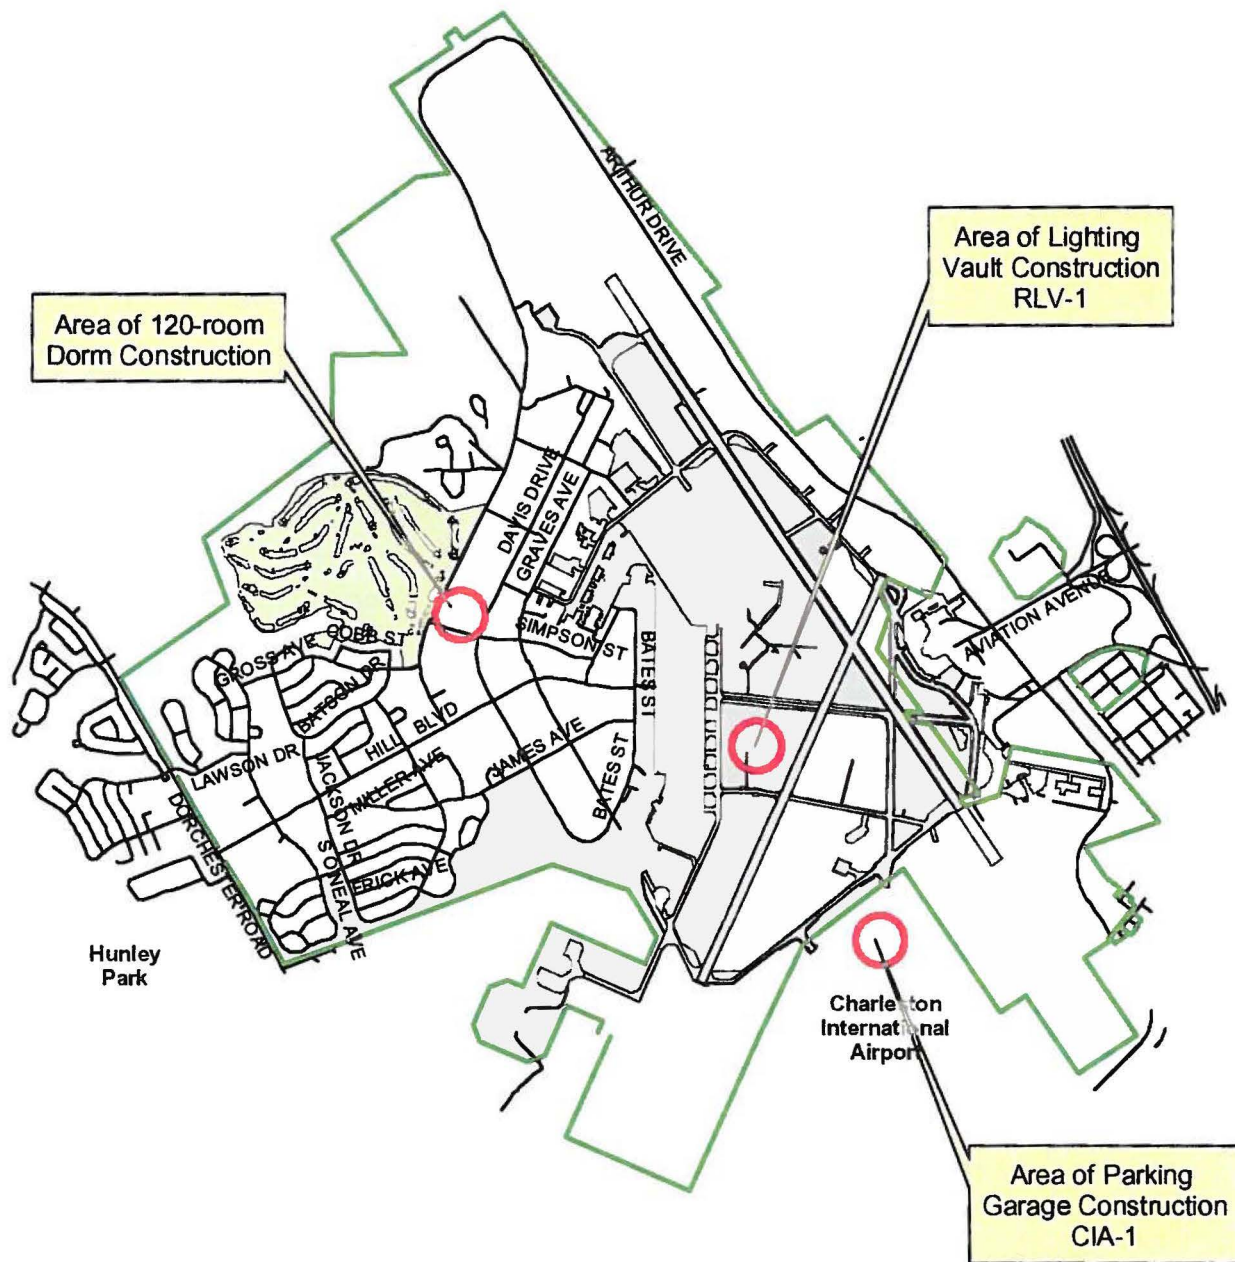 ARTHUR DRIVE
Area of Lighting
Vault Construction
RLV-1
Area of 120-room
Dorm Construction
DAVIS DRIVE
GRAVES AVE
AVIATION AVENUE
SIMPSON ST
COBB ST
GROSS AVE
BATSON DR
BATES ST
HILL BLVD
LAWSON DR
JAMES AVE
MILLER AVE
JACKSON DR
BATES ST
DORCHESTER ROAD
S ONEAL AVE
ERICK AVE
Hunley
Park
Charleston
International
Airport
Area of Parking
Garage Construction
CIA-1